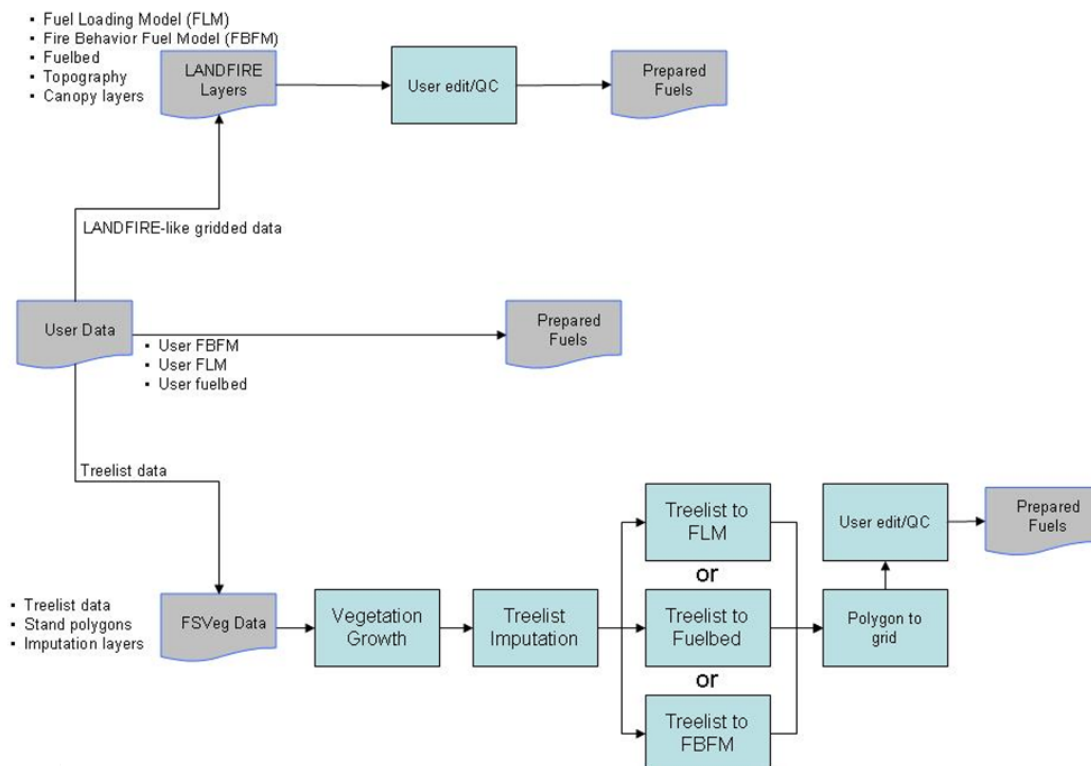 ▪ Fuel Loading Model (FLM)
▪ Fire Behavior Fuel Model (FBFM)
▪ Fuelbed
▪ Topography
▪ Canopy layers
LANDFIRE
Layers
User edit/QC
Prepared
Fuels
LANDFIRE-like gridded data
User Data
▪ User FBFM
▪ User FLM
▪ User fuelbed
Prepared
Fuels
Treelist data
▪ Treelist data
▪ Stand polygons
▪ Imputation layers
FSVeg Data
Vegetation
Growth
Treelist
Imputation
Treelist to
FLM
or
Treelist to
Fuelbed
or
Treelist to
FBFM
Polygon to
grid
User edit/QC
Prepared
Fuels